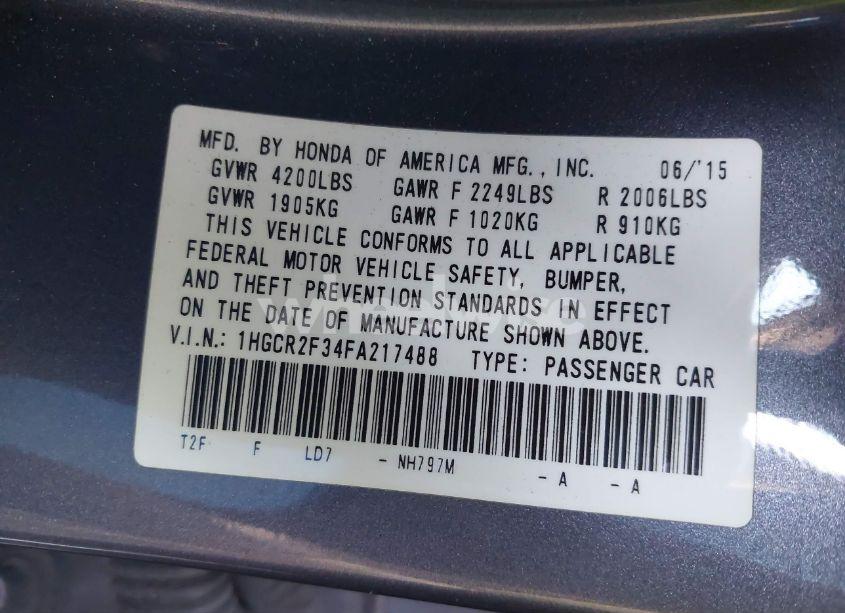 MFD. BY HONDA OF AMERICA MFG., INC. 06/'15
GVWR 4200LBS GAWR F 2249LBS R 2006LBS
GVWR 1905KG GAWR F 1020KG R 910KG
THIS VEHICLE CONFORMS TO ALL APPLICABLE
FEDERAL MOTOR VEHICLE SAFETY, BUMPER,
AND THEFT PREVENTION STANDARDS IN EFFECT
ON THE DATE OF MANUFACTURE SHOWN ABOVE.
V.I.N.: 1HGCR2F34FA217488 TYPE: PASSENGER CAR
T2F F LD7 - NH797M - A - A